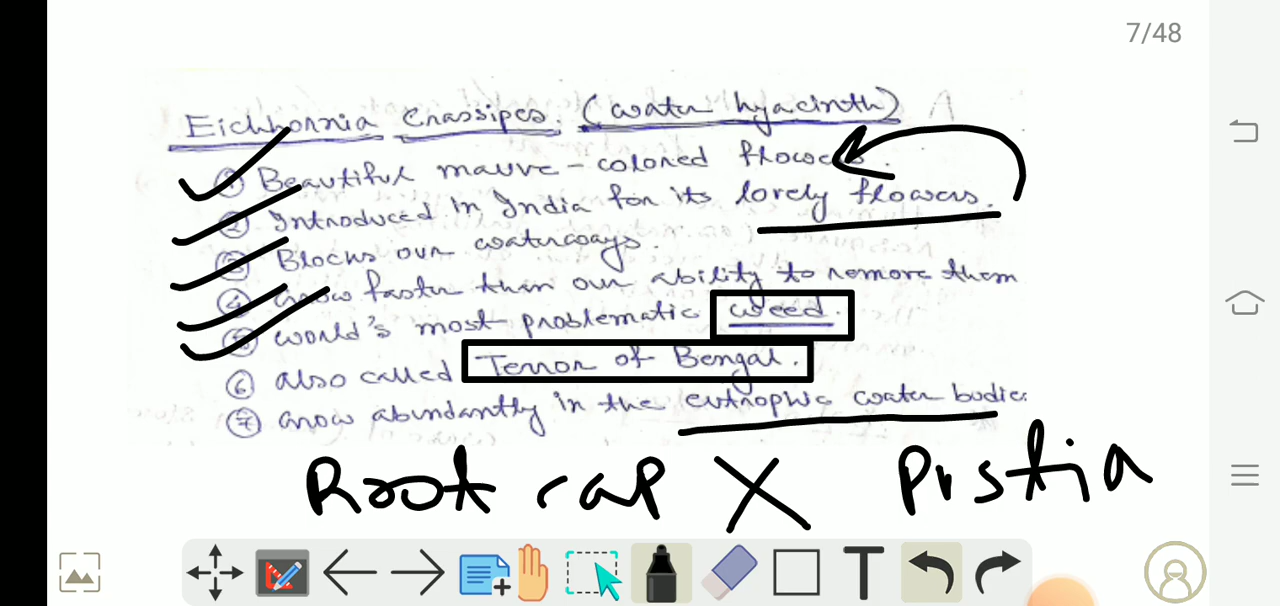 7/48
Eichhornia Crassipes. (water hyacinth)
① Beautiful mauve-colored flowers.
② Introduced in India for its lovely flowers.
③ Blocks our waterways.
④ Grow faster than our ability to remove them
⑤ World's most problematic weed.
⑥ Also called Terror of Bengal.
⑦ Grow abundantly in the eutrophic water bodies
Root cap X Pistia
T